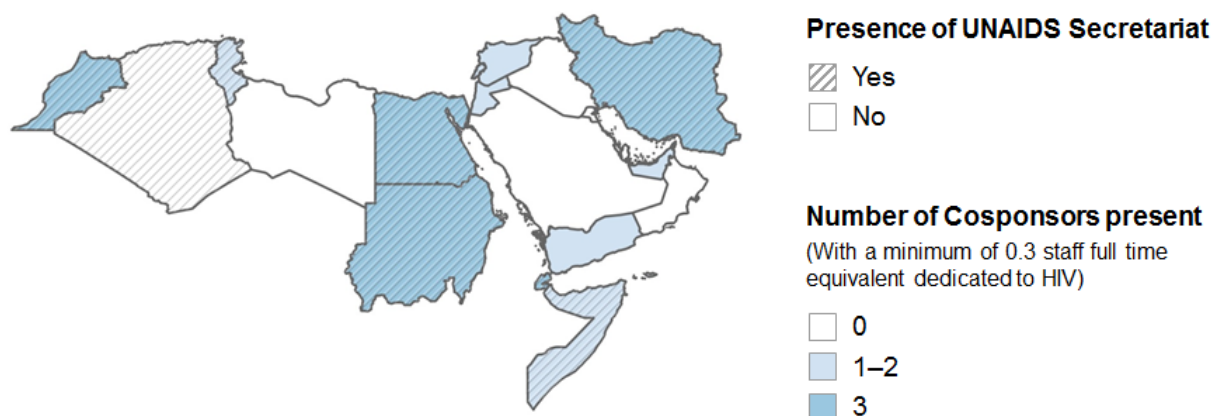 Presence of UNAIDS Secretariat
Yes
No
Number of Cosponsors present
(With a minimum of 0.3 staff full time
equivalent dedicated to HIV)
0
1–2
3